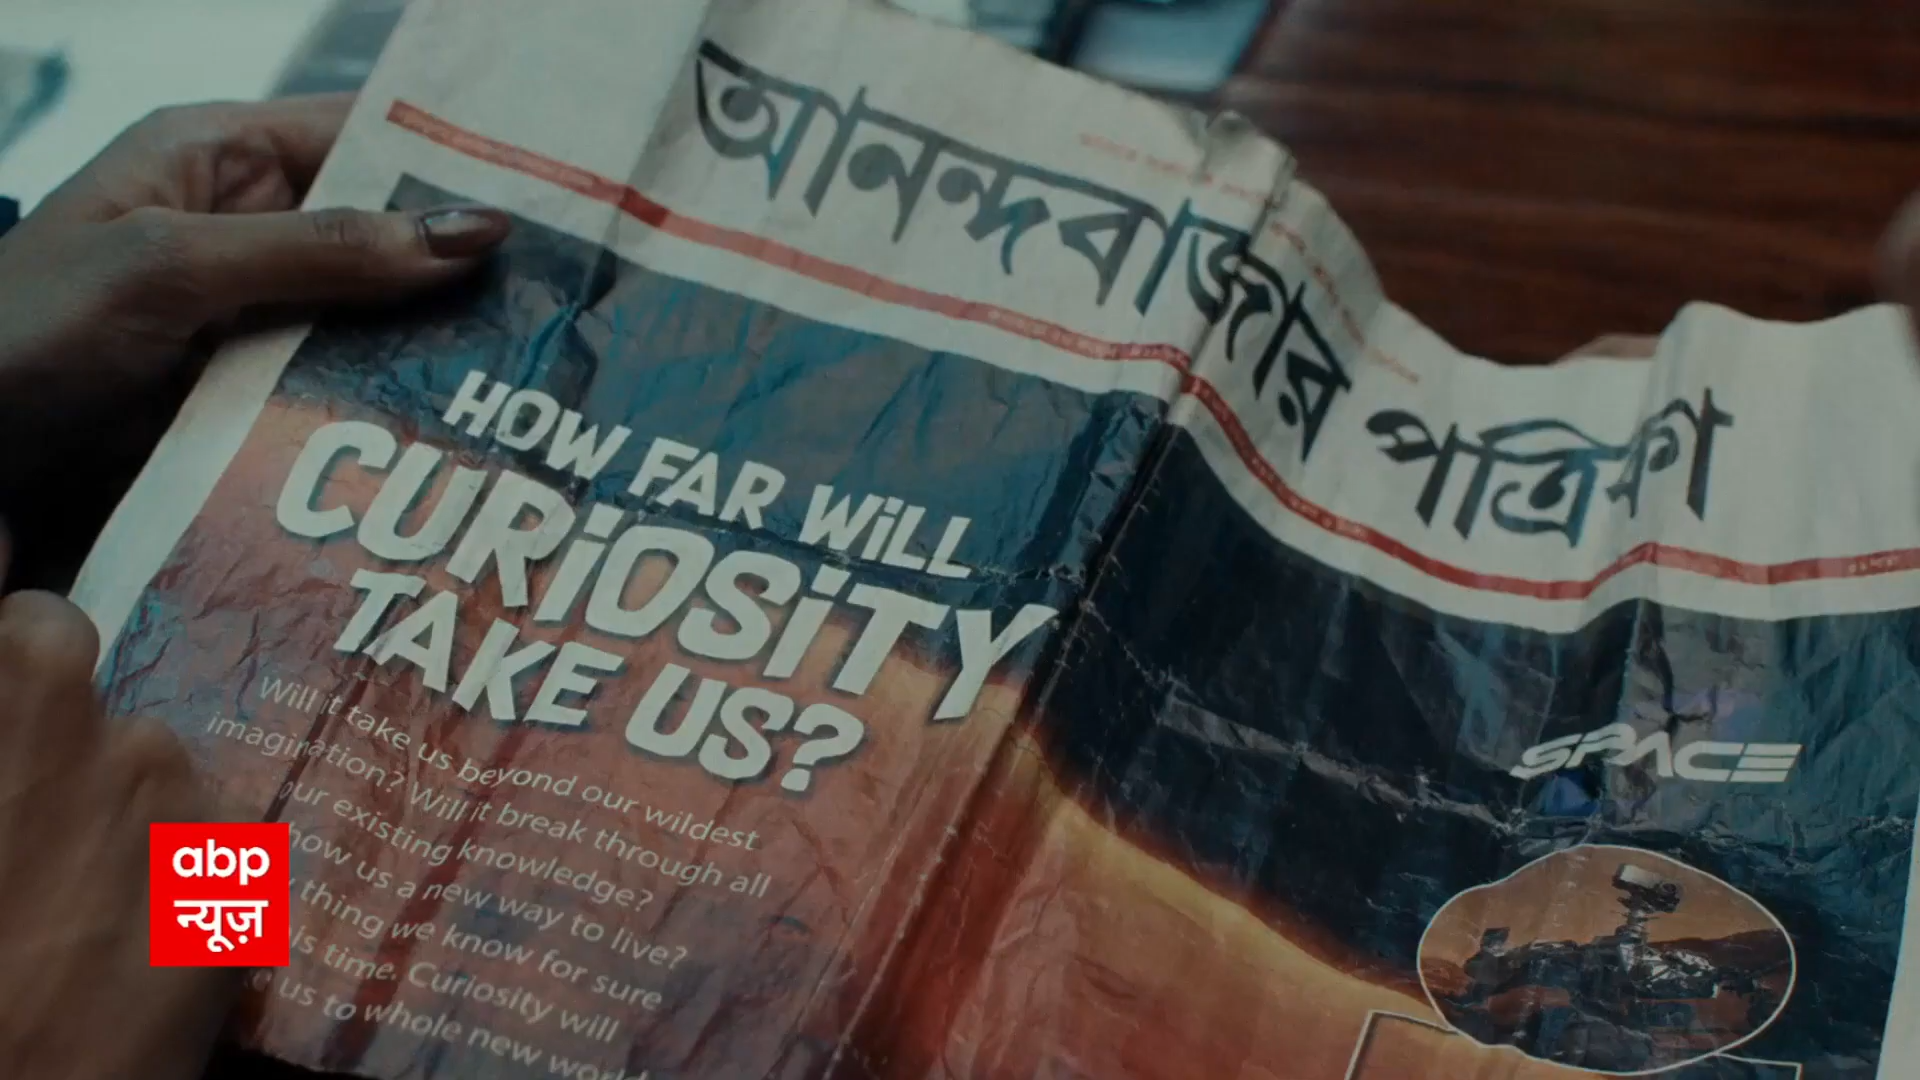 আনন্দবাজার পত্রিকা
HOW FAR WiLL
CURiOSiTY
TAKE US?
Will it take us beyond our wildest
imagination? Will it break through all
our existing knowledge?
how us a new way to live?
thing we know for sure
is time. Curiosity will
us to whole new
SPACE
abp
न्यूज़